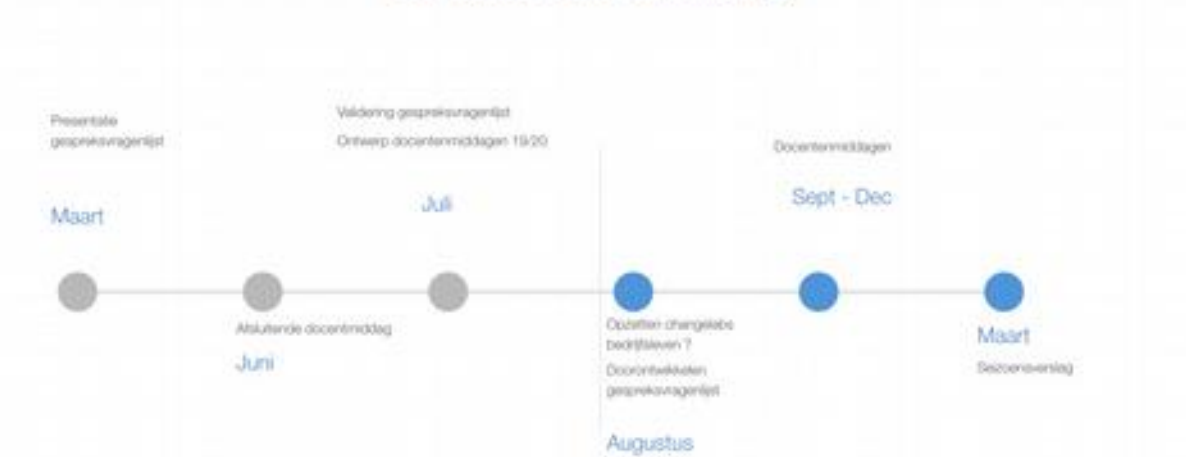 Presentatie
gespreksvragenlijst
Maart
Afsluitende docentmiddag
Juni
Validering gespreksvragenlijst
Ontwerp docentenmiddagen 19/20
Juli
Opzetten changelabs
bedrijfsleven ?
Doorontwikkelen
gespreksvragenlijst
Augustus
Docentenmiddagen
Sept - Dec
Maart
Seizoensverslag